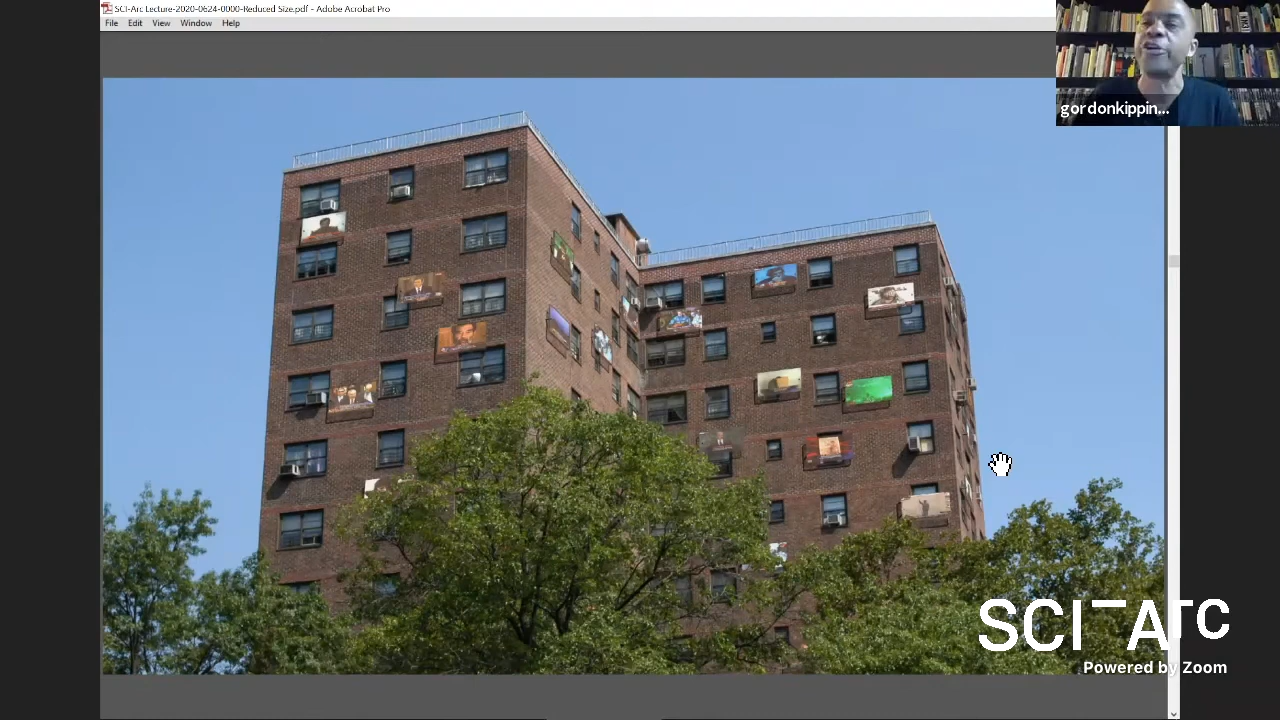 SCI-Arc Lecture-2020-0624-0000-Reduced Size.pdf - Adobe Acrobat Pro
File Edit View Window Help
gordonkippin...
SCI-Arc
Powered by Zoom